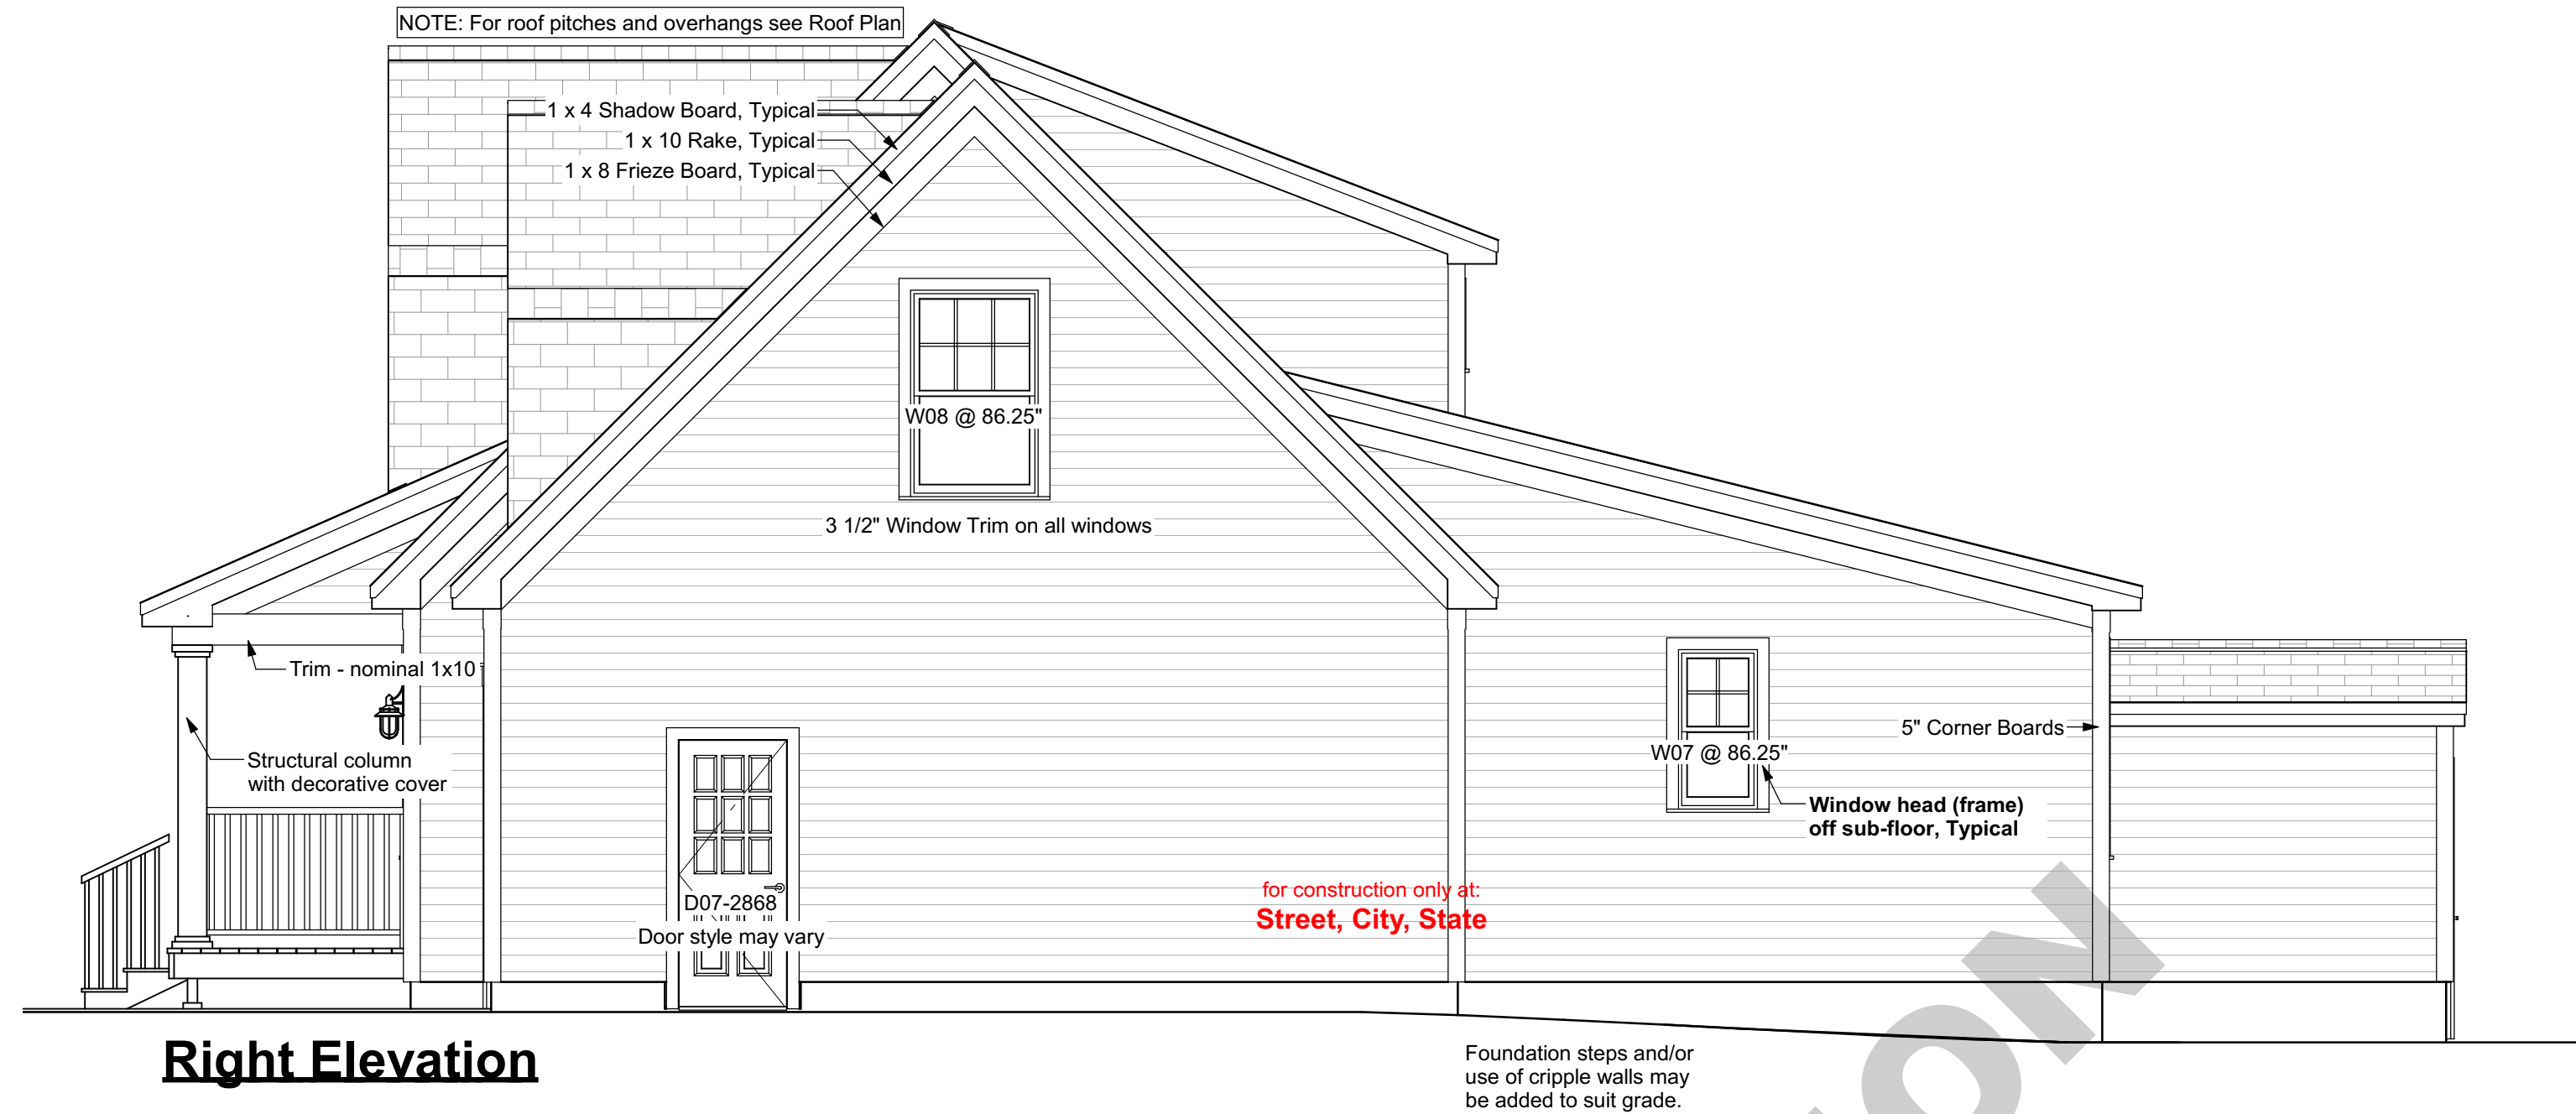 NOTE: For roof pitches and overhangs see Roof Plan
1 x 4 Shadow Board, Typical
1 x 10 Rake, Typical
1 x 8 Frieze Board, Typical
W08 @ 86.25"
3 1/2" Window Trim on all windows
Trim - nominal 1x10
Structural column
with decorative cover
5" Corner Boards
W07 @ 86.25"
Window head (frame)
off sub-floor, Typical
D07-2868
Door style may vary
for construction only at:
Street, City, State
Right Elevation
Foundation steps and/or
use of cripple walls may
be added to suit grade.
ON